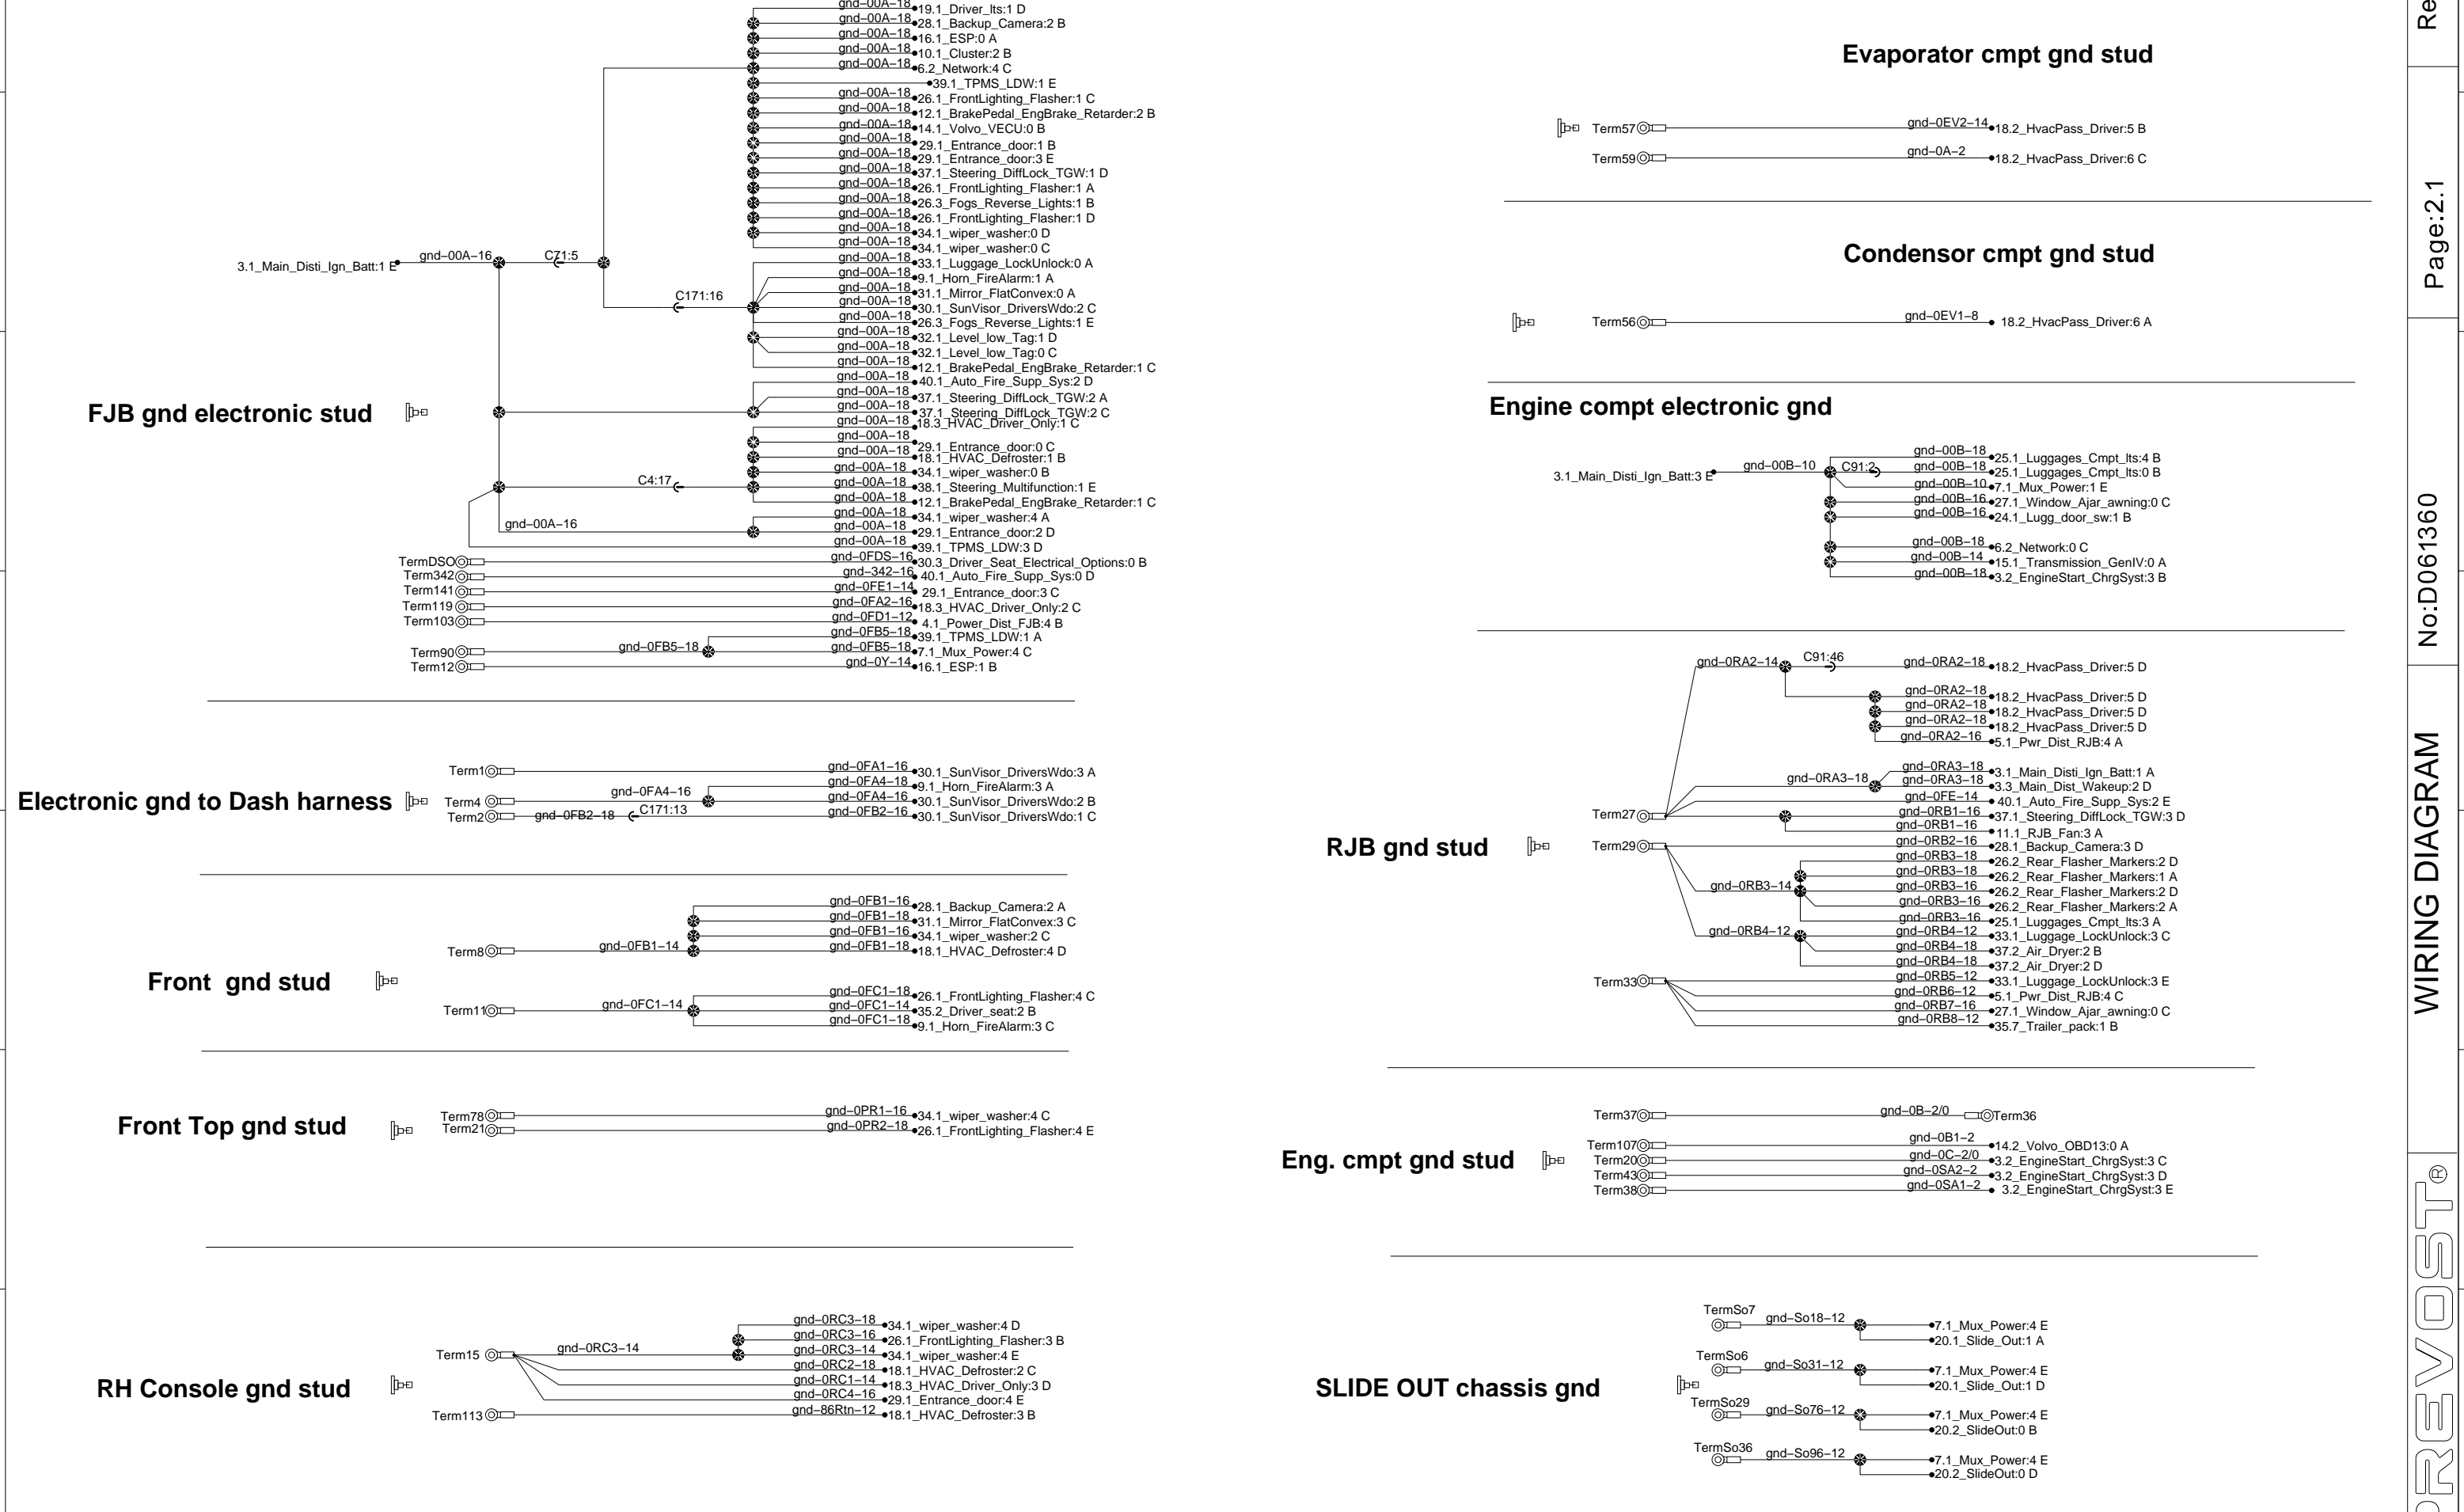 gnd-00A-18 19.1_Driver_lts:1 D
28.1_Backup_Camera:2 B
gnd-00A-18 16.1_ESP:0 A
gnd-00A-18 10.1_Cluster:2 B
gnd-00A-18 6.2_Network:4 C
gnd-00A-18
39.1_TPMS_LDW:1 E
gnd-00A-18 26.1_FrontLighting_Flasher:1 C
gnd-00A-18 12.1_BrakePedal_EngBrake_Retarder:2 B
gnd-00A-18 14.1_Volvo_VECU:0 B
gnd-00A-18 29.1_Entrance_door:1 B
gnd-00A-18 29.1_Entrance_door:3 E
gnd-00A-18 37.1_Steering_DiffLock_TGW:1 D
gnd-00A-18 26.1_FrontLighting_Flasher:1 A
gnd-00A-18 26.3_Fogs_Reverse_Lights:1 B
gnd-00A-18 26.1_FrontLighting_Flasher:1 D
gnd-00A-18 34.1_wiper_washer:0 D
gnd-00A-18 34.1_wiper_washer:0 C
3.1_Main_Disti_Ign_Batt:1 E gnd-00A-16 C71:5
gnd-00A-18 33.1_Luggage_LockUnlock:0 A
gnd-00A-18 9.1_Horn_FireAlarm:1 A
gnd-00A-18 31.1_Mirror_FlatConvex:0 A
C171:16 gnd-00A-18 30.1_SunVisor_DriversWdo:2 C
gnd-00A-18 26.3_Fogs_Reverse_Lights:1 E
gnd-00A-18 32.1_Level_low_Tag:1 D
gnd-00A-18 32.1_Level_low_Tag:0 C
gnd-00A-18 12.1_BrakePedal_EngBrake_Retarder:1 C
FJB gnd electronic stud
gnd-00A-18 40.1_Auto_Fire_Supp_Sys:2 D
gnd-00A-18 37.1_Steering_DiffLock_TGW:2 A
gnd-00A-18 37.1_Steering_DiffLock_TGW:2 C
gnd-00A-18 18.3_HVAC_Driver_Only:1 C
gnd-00A-18 29.1_Entrance_door:0 C
gnd-00A-18 18.1_HVAC_Defroster:1 B
gnd-00A-18 34.1_wiper_washer:0 B
C4:17 gnd-00A-18 38.1_Steering_Multifunction:1 E
gnd-00A-18 12.1_BrakePedal_EngBrake_Retarder:1 C
gnd-00A-18 34.1_wiper_washer:4 A
gnd-00A-16 gnd-00A-18 29.1_Entrance_door:2 D
gnd-00A-18 39.1_TPMS_LDW:3 D
TermDSO gnd-0FDS-16 30.3_Driver_Seat_Electrical_Options:0 B
Term342 gnd-342-16 40.1_Auto_Fire_Supp_Sys:0 D
Term141 gnd-0FE1-14 29.1_Entrance_door:3 C
Term119 gnd-0FA2-16 18.3_HVAC_Driver_Only:2 C
Term103 gnd-0FD1-12 4.1_Power_Dist_FJB:4 B
gnd-0FB5-18 39.1_TPMS_LDW:1 A
Term90 gnd-0FB5-18 gnd-0FB5-18 7.1_Mux_Power:4 C
Term12 gnd-0Y-14 16.1_ESP:1 B
Electronic gnd to Dash harness
Term1 gnd-0FA1-16 30.1_SunVisor_DriversWdo:3 A
gnd-0FA4-18 9.1_Horn_FireAlarm:3 A
Term4 gnd-0FA4-16 gnd-0FA4-16 30.1_SunVisor_DriversWdo:2 B
Term2 gnd-0FB2-18 C171:13 gnd-0FB2-16 30.1_SunVisor_DriversWdo:1 C
Front gnd stud
gnd-0FB1-16 28.1_Backup_Camera:2 A
gnd-0FB1-18 31.1_Mirror_FlatConvex:3 C
gnd-0FB1-16 34.1_wiper_washer:2 C
Term8 gnd-0FB1-14 gnd-0FB1-18 18.1_HVAC_Defroster:4 D
gnd-0FC1-18 26.1_FrontLighting_Flasher:4 C
Term11 gnd-0FC1-14 gnd-0FC1-14 35.2_Driver_seat:2 B
gnd-0FC1-18 9.1_Horn_FireAlarm:3 C
Front Top gnd stud
Term78 gnd-0PR1-16 34.1_wiper_washer:4 C
Term21 gnd-0PR2-18 26.1_FrontLighting_Flasher:4 E
RH Console gnd stud
gnd-0RC3-18 34.1_wiper_washer:4 D
gnd-0RC3-16 26.1_FrontLighting_Flasher:3 B
Term15 gnd-0RC3-14 gnd-0RC3-14 34.1_wiper_washer:4 E
gnd-0RC2-18 18.1_HVAC_Defroster:2 C
gnd-0RC1-14 18.3_HVAC_Driver_Only:3 D
gnd-0RC4-16 29.1_Entrance_door:4 E
Term113 gnd-86Rtn-12 18.1_HVAC_Defroster:3 B
Evaporator cmpt gnd stud
Term57 gnd-0EV2-14 18.2_HvacPass_Driver:5 B
Term59 gnd-0A-2 18.2_HvacPass_Driver:6 C
Condensor cmpt gnd stud
Term56 gnd-0EV1-8 18.2_HvacPass_Driver:6 A
Engine compt electronic gnd
gnd-00B-18 25.1_Luggages_Cmpt_lts:4 B
3.1_Main_Disti_Ign_Batt:3 E gnd-00B-10 C91:2 gnd-00B-18 25.1_Luggages_Cmpt_lts:0 B
gnd-00B-10 7.1_Mux_Power:1 E
gnd-00B-16 27.1_Window_Ajar_awning:0 C
gnd-00B-16 24.1_Lugg_door_sw:1 B
gnd-00B-18 6.2_Network:0 C
gnd-00B-14 15.1_Transmission_GenIV:0 A
gnd-00B-18 3.2_EngineStart_ChrgSyst:3 B
RJB gnd stud
gnd-0RA2-14 C91:46 gnd-0RA2-18 18.2_HvacPass_Driver:5 D
gnd-0RA2-18 18.2_HvacPass_Driver:5 D
gnd-0RA2-18 18.2_HvacPass_Driver:5 D
gnd-0RA2-18 18.2_HvacPass_Driver:5 D
gnd-0RA2-16 5.1_Pwr_Dist_RJB:4 A
gnd-0RA3-18 3.1_Main_Disti_Ign_Batt:1 A
gnd-0RA3-18 gnd-0RA3-18 3.3_Main_Dist_Wakeup:2 D
gnd-0FE-14 40.1_Auto_Fire_Supp_Sys:2 E
Term27 gnd-0RB1-16 37.1_Steering_DiffLock_TGW:3 D
gnd-0RB1-16 11.1_RJB_Fan:3 A
Term29 gnd-0RB2-16 28.1_Backup_Camera:3 D
gnd-0RB3-18 26.2_Rear_Flasher_Markers:2 D
gnd-0RB3-18 26.2_Rear_Flasher_Markers:1 A
gnd-0RB3-14 gnd-0RB3-16 26.2_Rear_Flasher_Markers:2 D
gnd-0RB3-16 26.2_Rear_Flasher_Markers:2 A
gnd-0RB3-16 25.1_Luggages_Cmpt_lts:3 A
gnd-0RB4-12 gnd-0RB4-12 33.1_Luggage_LockUnlock:3 C
gnd-0RB4-18 37.2_Air_Dryer:2 B
gnd-0RB4-18 37.2_Air_Dryer:2 D
Term33 gnd-0RB5-12 33.1_Luggage_LockUnlock:3 E
gnd-0RB6-12 5.1_Pwr_Dist_RJB:4 C
gnd-0RB7-16 27.1_Window_Ajar_awning:0 C
gnd-0RB8-12 35.7_Trailer_pack:1 B
Eng. cmpt gnd stud
Term37 gnd-0B-2/0 Term36
Term107 gnd-0B1-2 14.2_Volvo_OBD13:0 A
Term20 gnd-0C-2/0 3.2_EngineStart_ChrgSyst:3 C
Term43 gnd-0SA2-2 3.2_EngineStart_ChrgSyst:3 D
Term38 gnd-0SA1-2 3.2_EngineStart_ChrgSyst:3 E
SLIDE OUT chassis gnd
TermSo7 gnd-So18-12 7.1_Mux_Power:4 E
20.1_Slide_Out:1 A
TermSo6 gnd-So31-12 7.1_Mux_Power:4 E
20.1_Slide_Out:1 D
TermSo29 gnd-So76-12 7.1_Mux_Power:4 E
20.2_SlideOut:0 B
TermSo36 gnd-So96-12 7.1_Mux_Power:4 E
20.2_SlideOut:0 D
Re
Page:2.1
No:D061360
WIRING DIAGRAM
REVOST®